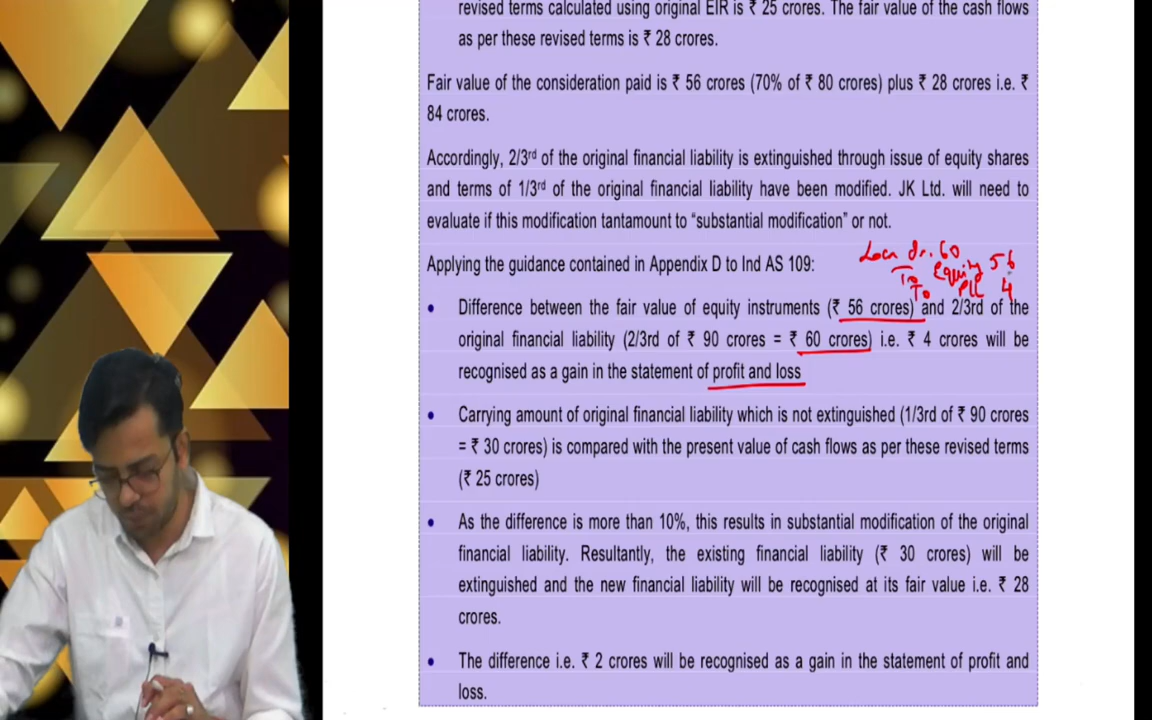 revised terms calculated using original EIR is ₹ 25 crores. The fair value of the cash flows
as per these revised terms is ₹ 28 crores.
Fair value of the consideration paid is ₹ 56 crores (70% of ₹ 80 crores) plus ₹ 28 crores i.e. ₹
84 crores.
Accordingly, 2/3rd of the original financial liability is extinguished through issue of equity shares
and terms of 1/3rd of the original financial liability have been modified. JK Ltd. will need to
evaluate if this modification tantamount to “substantial modification” or not.
Loan Dr. 60
To Equity 56
To PLL 4
Applying the guidance contained in Appendix D to Ind AS 109:
• Difference between the fair value of equity instruments (₹ 56 crores) and 2/3rd of the
original financial liability (2/3rd of ₹ 90 crores = ₹ 60 crores) i.e. ₹ 4 crores will be
recognised as a gain in the statement of profit and loss
• Carrying amount of original financial liability which is not extinguished (1/3rd of ₹ 90 crores
= ₹ 30 crores) is compared with the present value of cash flows as per these revised terms
(₹ 25 crores)
• As the difference is more than 10%, this results in substantial modification of the original
financial liability. Resultantly, the existing financial liability (₹ 30 crores) will be
extinguished and the new financial liability will be recognised at its fair value i.e. ₹ 28
crores.
• The difference i.e. ₹ 2 crores will be recognised as a gain in the statement of profit and
loss.